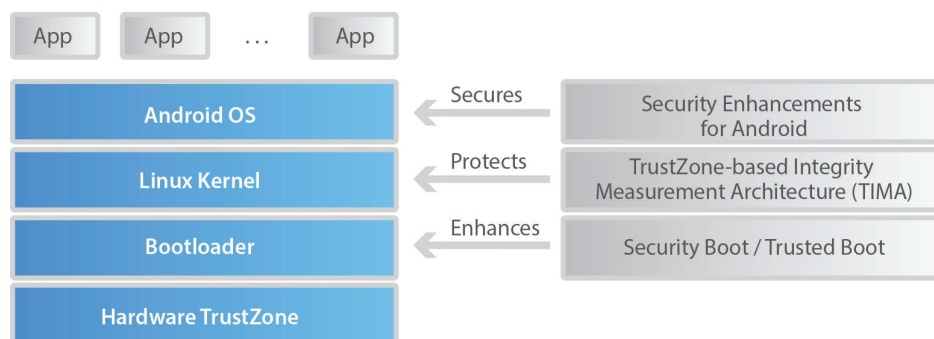 App
App
...
App
Android OS
Secures
Security Enhancements
for Android
Linux Kernel
Protects
TrustZone-based Integrity
Measurement Architecture (TIMA)
Bootloader
Enhances
Security Boot / Trusted Boot
Hardware TrustZone